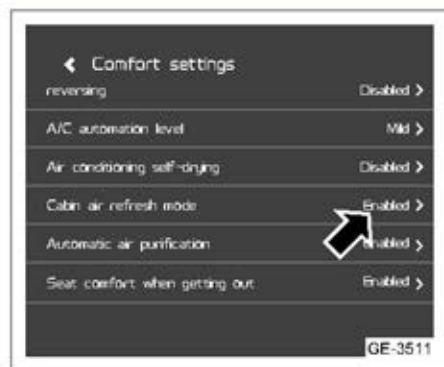 Comfort settings
reversing Disabled
A/C automation level Mild
Air conditioning self-drying Disabled
Cabin air refresh mode Enabled
Automatic air purification Enabled
Seat comfort when getting out Enabled
GE-3511